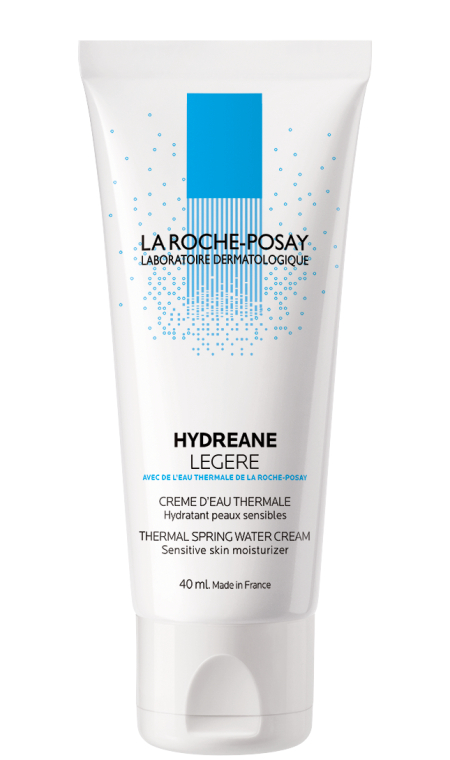 LA ROCHE-POSAY
LABORATOIRE DERMATOLOGIQUE
HYDREANE
LEGERE
AVEC DE L'EAU THERMALE DE LA ROCHE-POSAY
CREME D'EAU THERMALE
Hydratant peaux sensibles
THERMAL SPRING WATER CREAM
Sensitive skin moisturizer
40 ml. Made in France